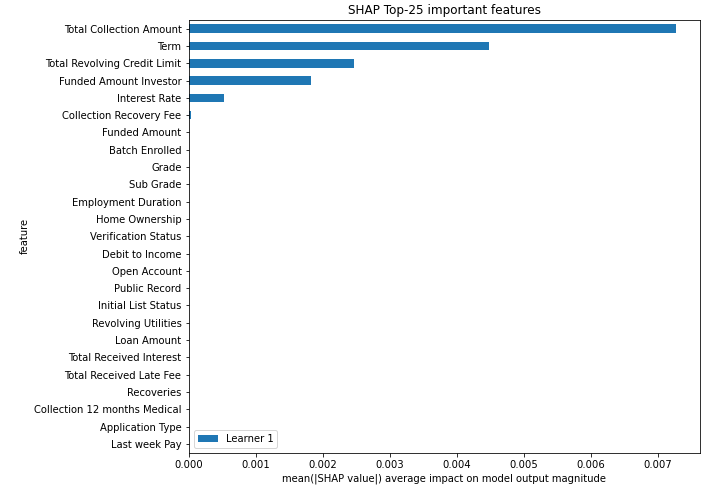 SHAP Top-25 important features
Total Collection Amount
Term
Total Revolving Credit Limit
Funded Amount Investor
Interest Rate
Collection Recovery Fee
Funded Amount
Batch Enrolled
Grade
Sub Grade
Employment Duration
Home Ownership
Verification Status
Debit to Income
Open Account
Public Record
Initial List Status
Revolving Utilities
Loan Amount
Total Received Interest
Total Received Late Fee
Recoveries
Collection 12 months Medical
Application Type
Last week Pay
feature
Learner 1
0.000 0.001 0.002 0.003 0.004 0.005 0.006 0.007
mean(|SHAP value|) average impact on model output magnitude